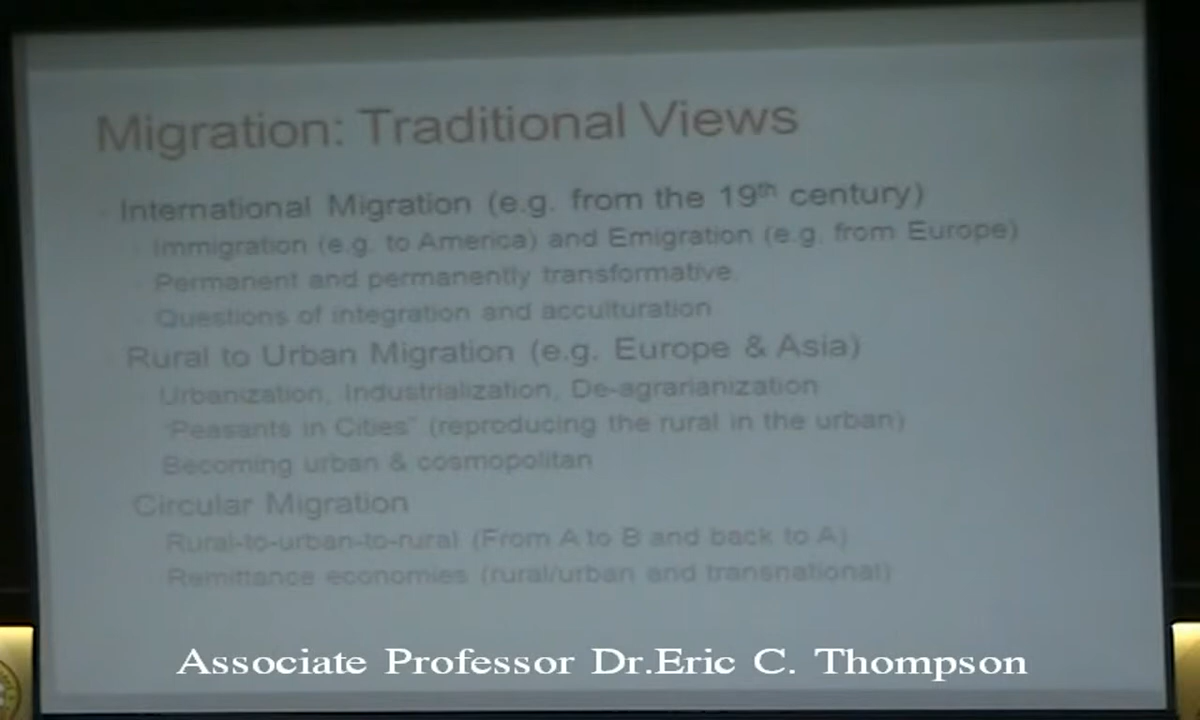 Migration: Traditional Views
International Migration (e.g. from the 19th century)
Immigration (e.g. to America) and Emigration (e.g. from Europe)
Permanent and permanently transformative.
Questions of integration and acculturation
Rural to Urban Migration (e.g. Europe & Asia)
Urbanization, Industrialization, De-agrarianization
"Peasants in Cities" (reproducing the rural in the urban)
Becoming urban & cosmopolitan
Circular Migration
Rural-to-urban-to-rural (From A to B and back to A)
Remittance economies (rural/urban and transnational)
Associate Professor Dr.Eric C. Thompson